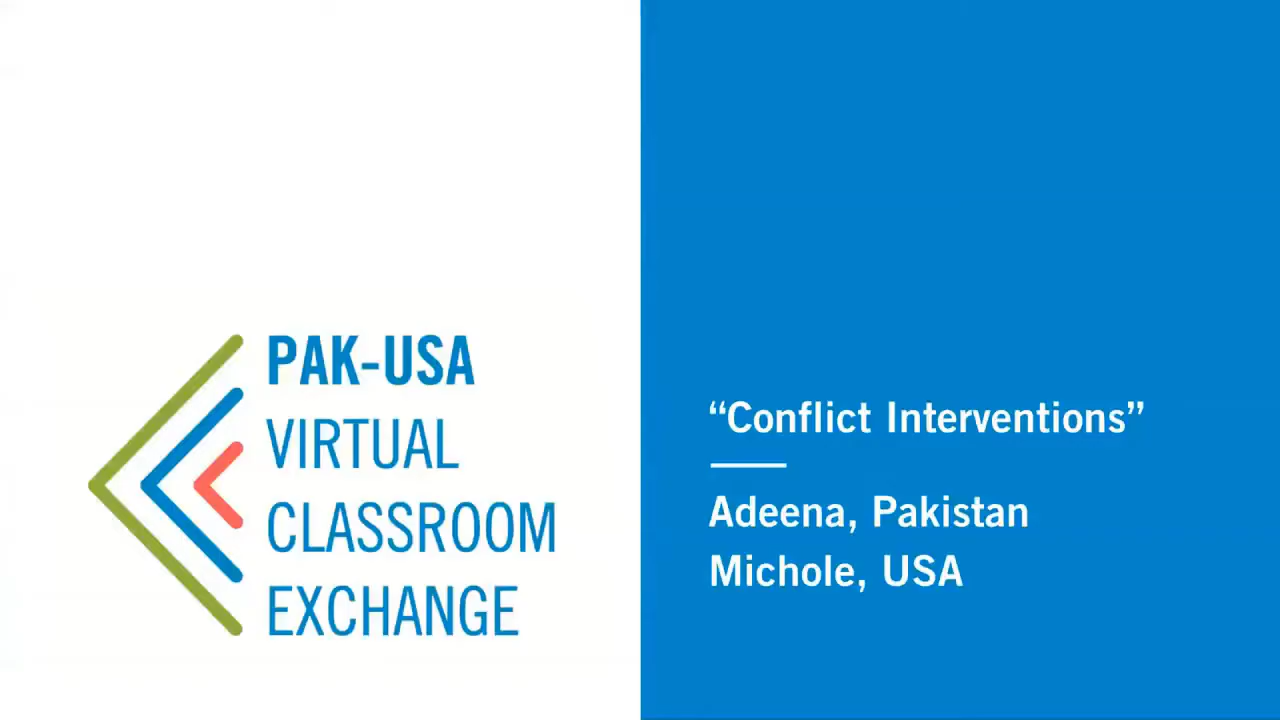 PAK-USA
VIRTUAL
CLASSROOM
EXCHANGE
“Conflict Interventions”
Adeena, Pakistan
Michole, USA